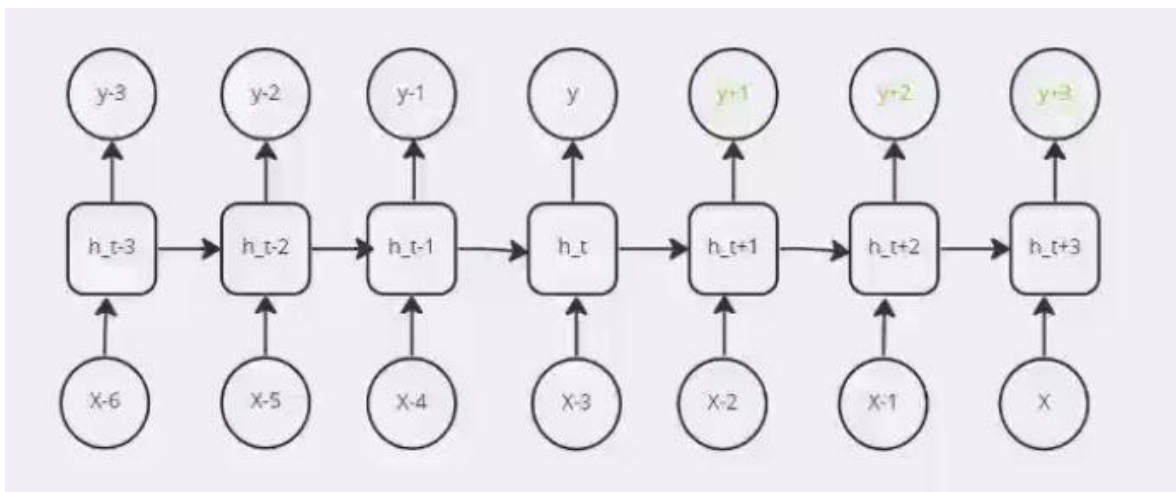 y-3 y-2 y-1 y y+1 y+2 y+3
h_t-3 h_t-2 h_t-1 h_t h_t+1 h_t+2 h_t+3
X-6 X-5 X-4 X-3 X-2 X-1 X